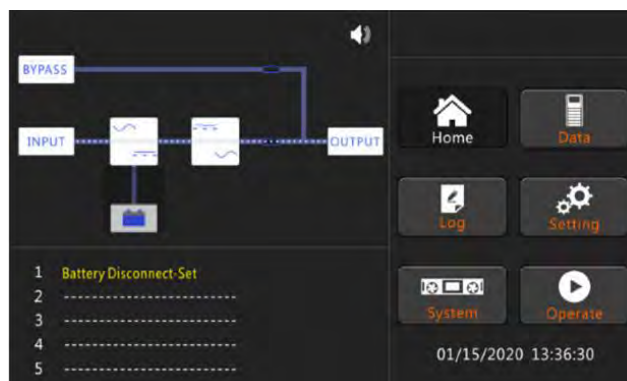 BYPASS
INPUT
OUTPUT
1 Battery Disconnect-Set
2 ------------------------
3 ------------------------
4 ------------------------
5 ------------------------
Home
Data
Log
Setting
System
Operate
01/15/2020 13:36:30